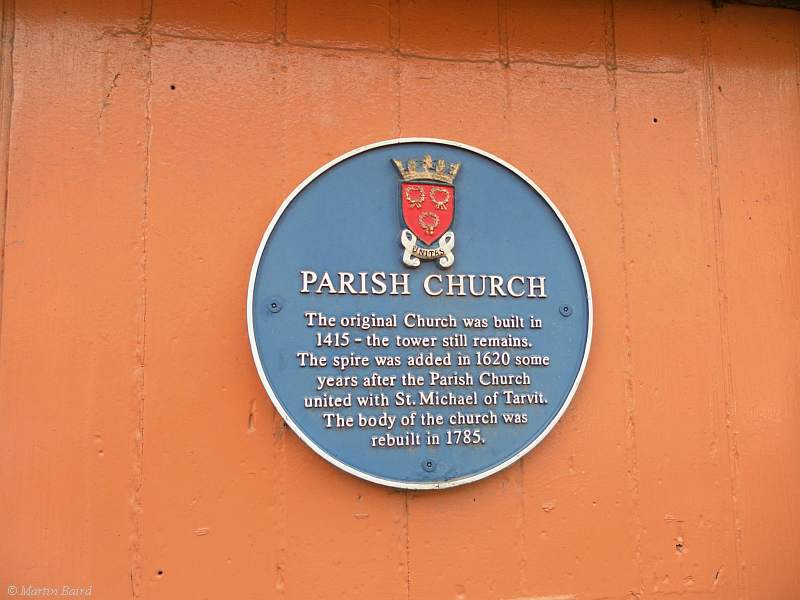 UNITAS
PARISH CHURCH
The original Church was built in
1415 - the tower still remains.
The spire was added in 1620 some
years after the Parish Church
united with St. Michael of Tarvit.
The body of the church was
rebuilt in 1785.
© Martin Baird